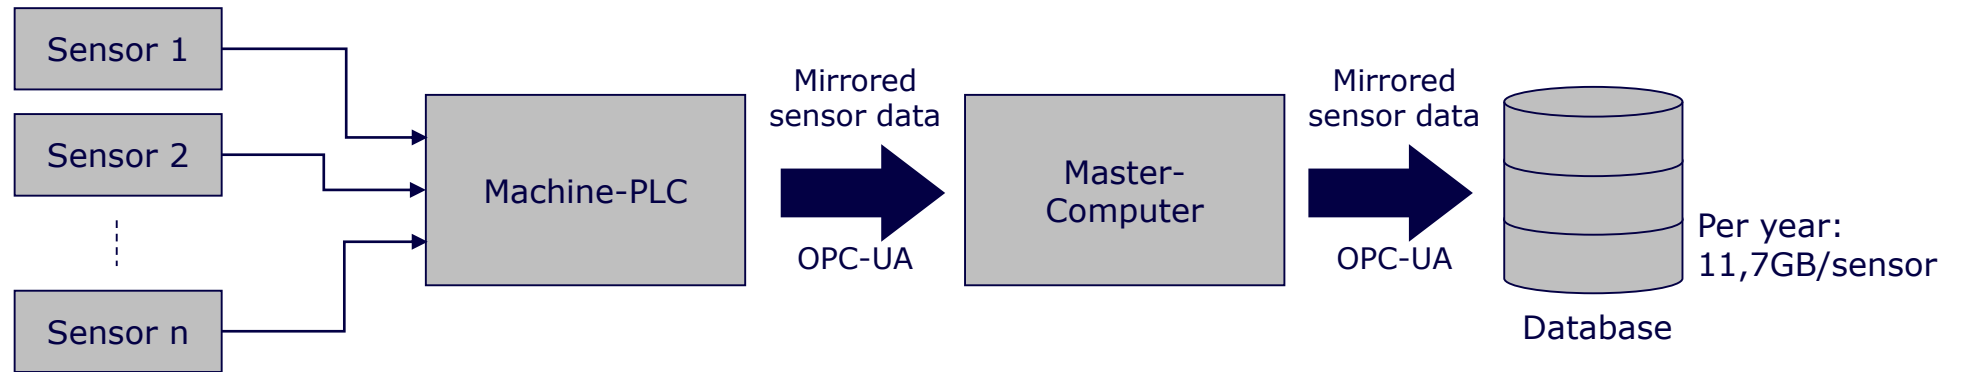 Sensor 1
Sensor 2
Sensor n
Machine-PLC
Mirrored
sensor data
OPC-UA
Master-
Computer
Mirrored
sensor data
OPC-UA
Per year:
11,7GB/sensor
Database